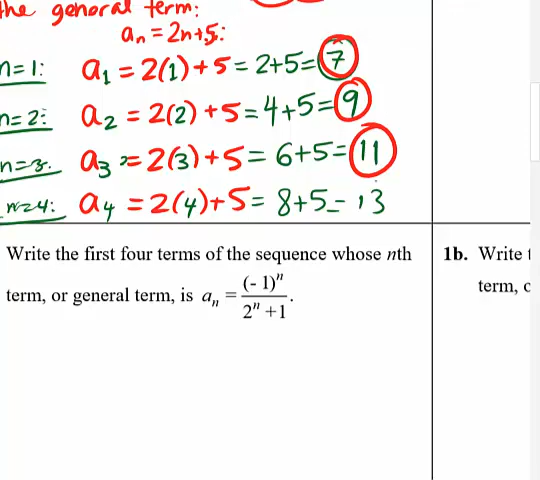 the general term:
aₙ = 2n+5:
n=1: a₁ = 2(1)+5 = 2+5= 7
n=2: a₂ = 2(2)+5 = 4+5= 9
n=3. a₃ = 2(3)+5 = 6+5= 11
n=4: a₄ = 2(4)+5= 8+5= 13
Write the first four terms of the sequence whose nth
term, or general term, is aₙ = (-1)ⁿ / 2ⁿ + 1.
1b. Write
term,